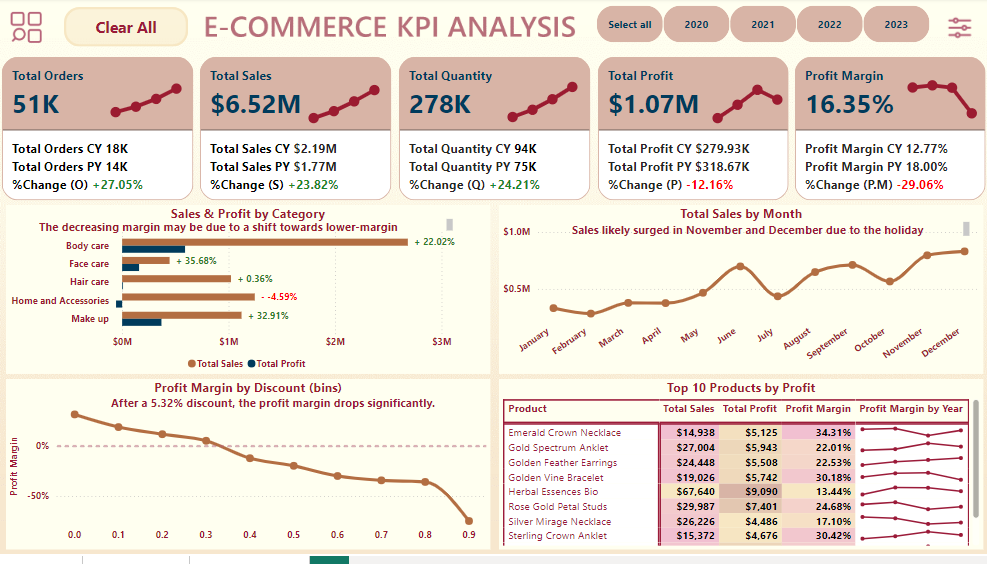 Clear All
E-COMMERCE KPI ANALYSIS
Select all
2020
2021
2022
2023
Total Orders
51K
Total Orders CY 18K
Total Orders PY 14K
%Change (O) +27.05%
Total Sales
$6.52M
Total Sales CY $2.19M
Total Sales PY $1.77M
%Change (S) +23.82%
Total Quantity
278K
Total Quantity CY 94K
Total Quantity PY 75K
%Change (Q) +24.21%
Total Profit
$1.07M
Total Profit CY $279.93K
Total Profit PY $318.67K
%Change (P) -12.16%
Profit Margin
16.35%
Profit Margin CY 12.77%
Profit Margin PY 18.00%
%Change (P.M) -29.06%
Sales & Profit by Category
The decreasing margin may be due to a shift towards lower-margin
Body care + 22.02%
Face care + 35.68%
Hair care + 0.36%
Home and Accessories - -4.59%
Make up + 32.91%
$0M $1M $2M $3M
Total Sales Total Profit
Total Sales by Month
Sales likely surged in November and December due to the holiday
$1.0M
$0.5M
January February March April May June July August September October November December
Profit Margin by Discount (bins)
After a 5.32% discount, the profit margin drops significantly.
Profit Margin
0%
-50%
0.0 0.1 0.2 0.3 0.4 0.5 0.6 0.7 0.8 0.9
Top 10 Products by Profit
Product Total Sales Total Profit Profit Margin Profit Margin by Year
Emerald Crown Necklace $14,938 $5,125 34.31%
Gold Spectrum Anklet $27,004 $5,943 22.01%
Golden Feather Earrings $24,448 $5,508 22.53%
Golden Vine Bracelet $19,026 $5,742 30.18%
Herbal Essences Bio $67,640 $9,090 13.44%
Rose Gold Petal Studs $29,987 $7,401 24.68%
Silver Mirage Necklace $26,226 $4,486 17.10%
Sterling Crown Anklet $15,372 $4,676 30.42%